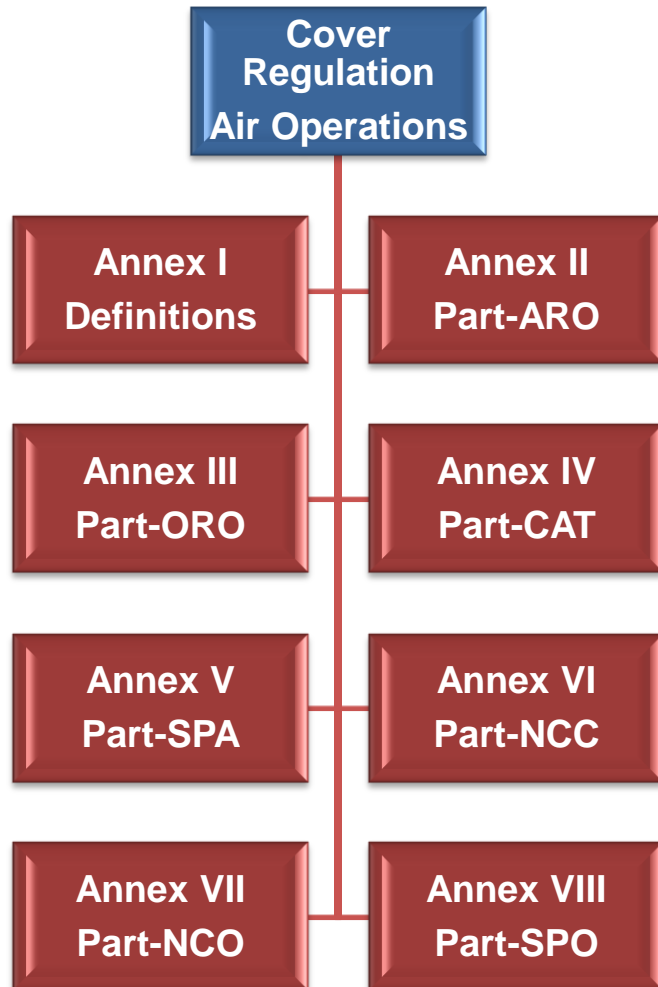 Cover
Regulation
Air Operations
Annex I
Definitions
Annex II
Part-ARO
Annex III
Part-ORO
Annex IV
Part-CAT
Annex V
Part-SPA
Annex VI
Part-NCC
Annex VII
Part-NCO
Annex VIII
Part-SPO